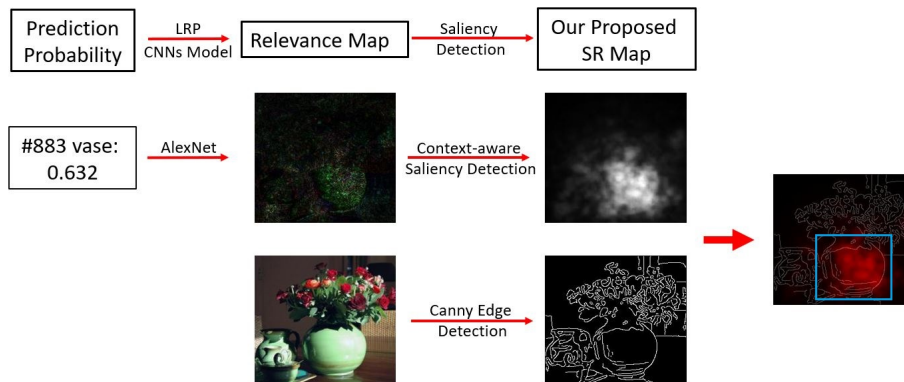 Prediction
Probability
LRP
CNNs Model
Relevance Map
Saliency
Detection
Our Proposed
SR Map
#883 vase:
0.632
AlexNet
Context-aware
Saliency Detection
Canny Edge
Detection